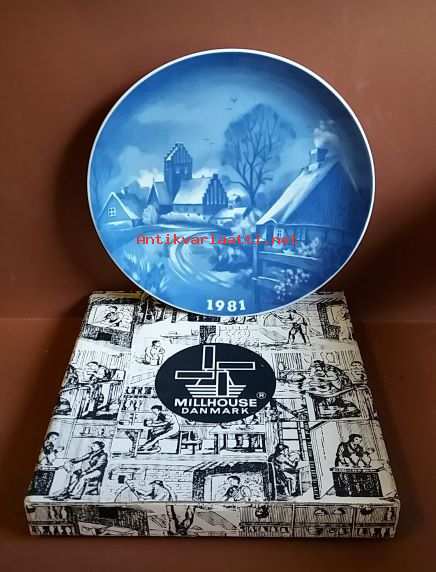 Antikvariaatti.net
1981
MILLHOUSE
DANMARK ®